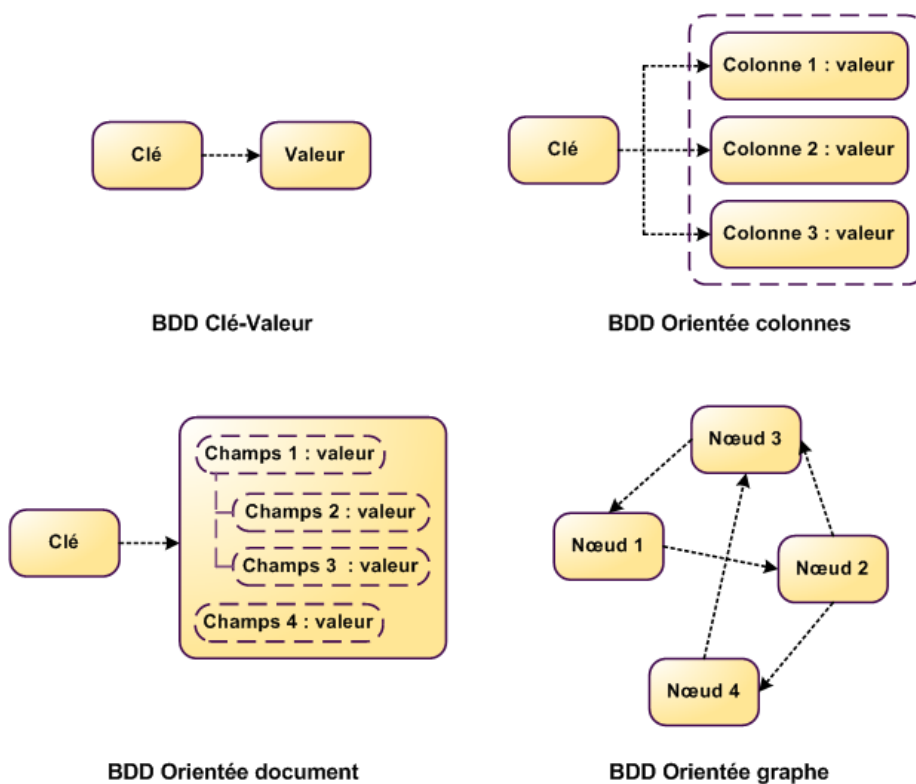 Clé
Valeur
BDD Clé-Valeur
Clé
Colonne 1 : valeur
Colonne 2 : valeur
Colonne 3 : valeur
BDD Orientée colonnes
Clé
Champs 1 : valeur
Champs 2 : valeur
Champs 3 : valeur
Champs 4 : valeur
BDD Orientée document
Nœud 3
Nœud 1
Nœud 2
Nœud 4
BDD Orientée graphe